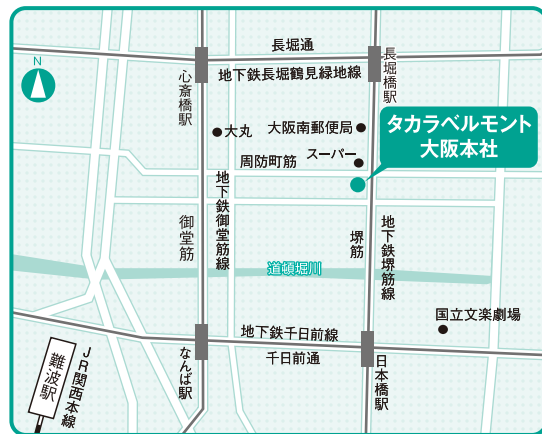 長堀通
N
心斎橋駅
地下鉄長堀鶴見緑地線
長堀橋駅
大丸
大阪南郵便局
タカラベルモント
大阪本社
周防町筋
スーパー
地下鉄御堂筋線
御堂筋
堺筋
地下鉄堺筋線
道頓堀川
国立文楽劇場
地下鉄千日前線
千日前通
なんば駅
日本橋駅
難波駅
JR関西本線